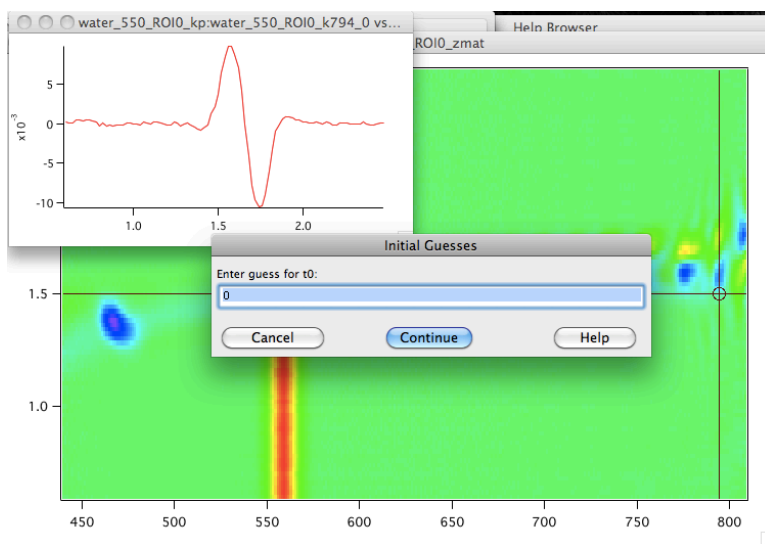 water_550_ROI0_kp:water_550_ROI0_k794_0 vs...
Help Browser
_ROI0_zmat
5
0
-5
-10
x10-3
1.0
1.5
2.0
Initial Guesses
Enter guess for t0:
0
Cancel
Continue
Help
1.5
1.0
450
500
550
600
650
700
750
800